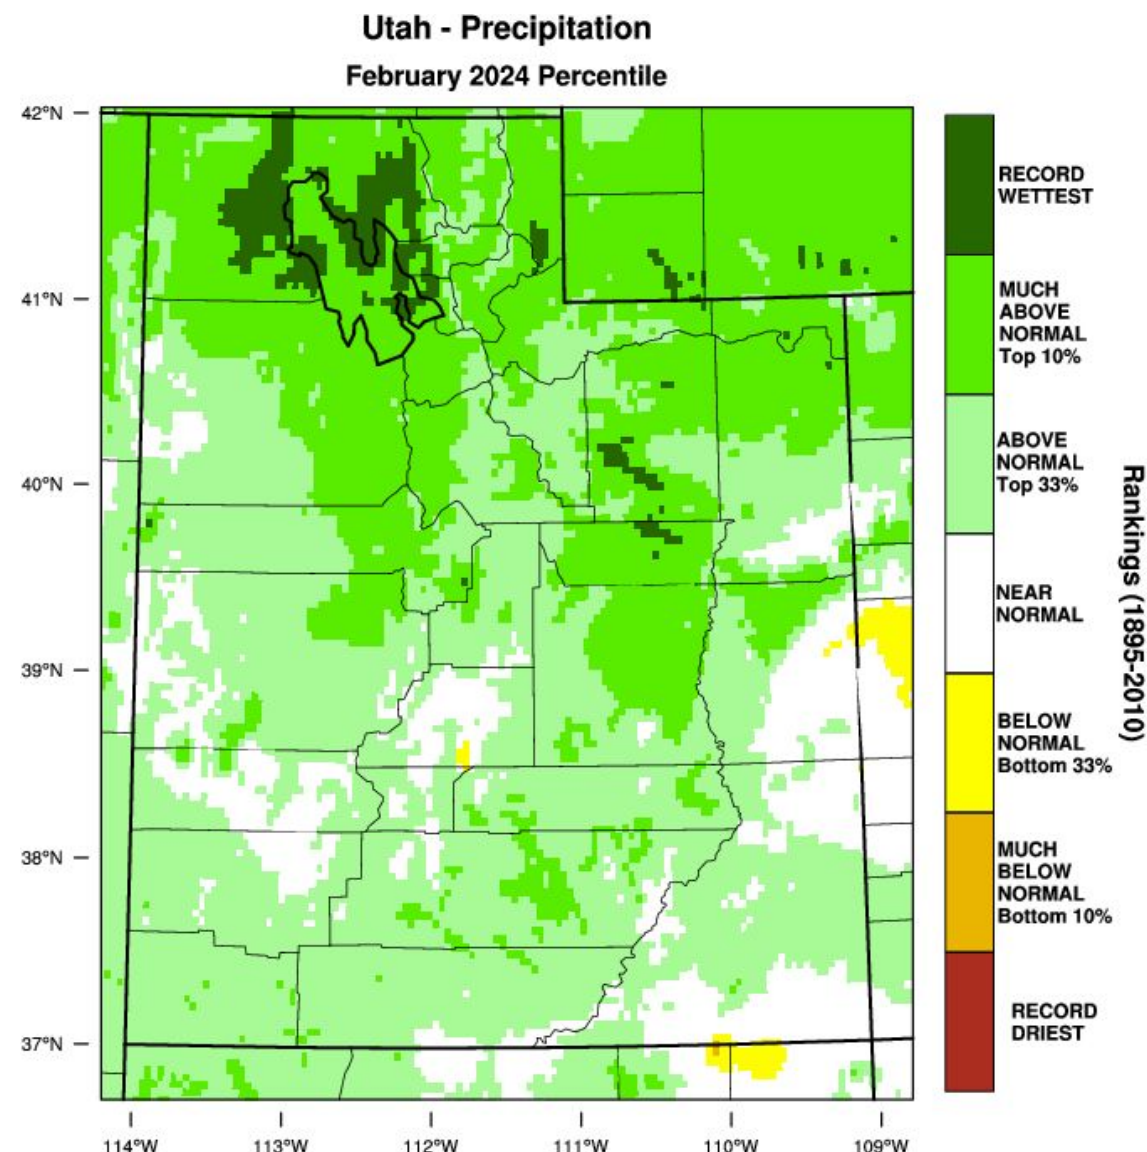 Utah - Precipitation
February 2024 Percentile
42°N
41°N
40°N
39°N
38°N
37°N
114°W
113°W
112°W
111°W
110°W
109°W
RECORD
WETTEST
MUCH
ABOVE
NORMAL
Top 10%
ABOVE
NORMAL
Top 33%
NEAR
NORMAL
BELOW
NORMAL
Bottom 33%
MUCH
BELOW
NORMAL
Bottom 10%
RECORD
DRIEST
Rankings (1895-2010)